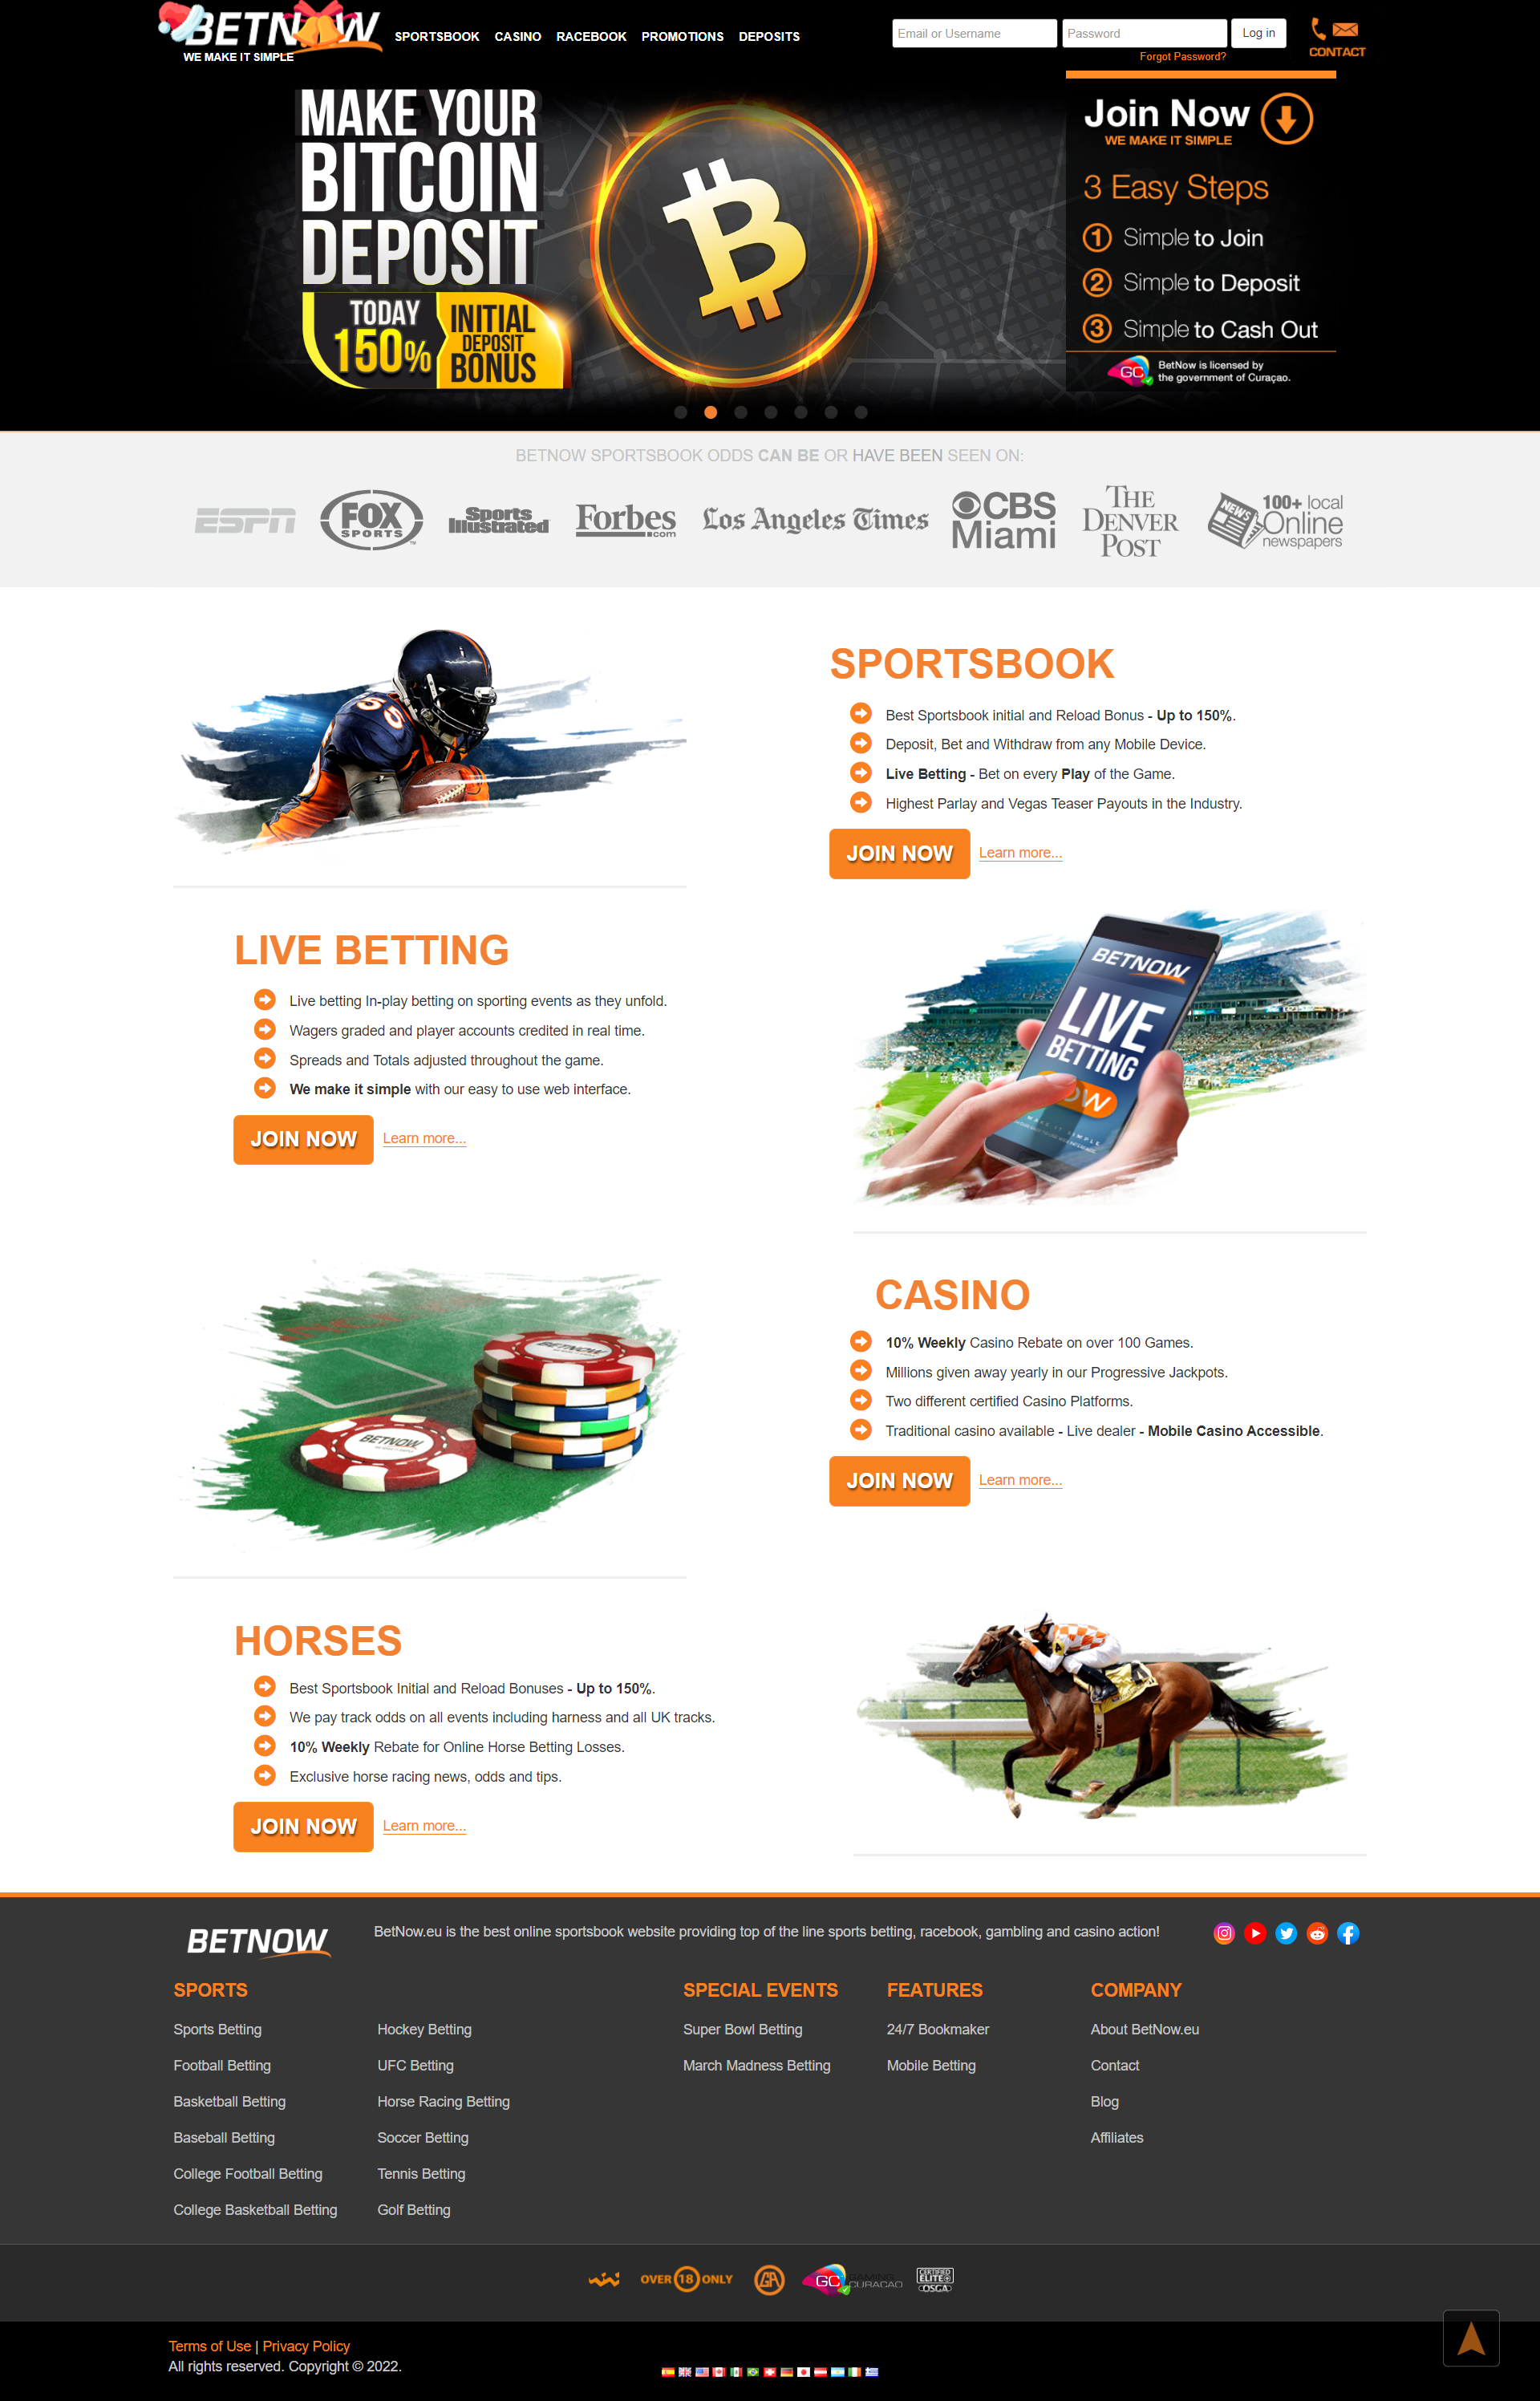 BETNOW
WE MAKE IT SIMPLE
SPORTSBOOK CASINO RACEBOOK PROMOTIONS DEPOSITS
Email or Username
Password
Log in
Forgot Password?
CONTACT
MAKE YOUR
BITCOIN
DEPOSIT
TODAY
150%
INITIAL
DEPOSIT
BONUS
Join Now
WE MAKE IT SIMPLE
3 Easy Steps
1 Simple to Join
2 Simple to Deposit
3 Simple to Cash Out
GC
BetNow is licensed by
the government of Curaçao.
BETNOW SPORTSBOOK ODDS CAN BE OR HAVE BEEN SEEN ON:
ESPN
FOX
SPORTS
Sports
Illustrated
Forbes
.com
Los Angeles Times
CBS
Miami
THE
DENVER
POST
NEWS
100+ local
Online
newspapers
55
SPORTSBOOK
Best Sportsbook initial and Reload Bonus - Up to 150%.
Deposit, Bet and Withdraw from any Mobile Device.
Live Betting - Bet on every Play of the Game.
Highest Parlay and Vegas Teaser Payouts in the Industry.
JOIN NOW
Learn more...
LIVE BETTING
Live betting In-play betting on sporting events as they unfold.
Wagers graded and player accounts credited in real time.
Spreads and Totals adjusted throughout the game.
We make it simple with our easy to use web interface.
JOIN NOW
Learn more...
BETNOW
LIVE
BETTING
CASINO
10% Weekly Casino Rebate on over 100 Games.
Millions given away yearly in our Progressive Jackpots.
Two different certified Casino Platforms.
Traditional casino available - Live dealer - Mobile Casino Accessible.
JOIN NOW
Learn more...
BETNOW
BETNOW
HORSES
Best Sportsbook Initial and Reload Bonuses - Up to 150%.
We pay track odds on all events including harness and all UK tracks.
10% Weekly Rebate for Online Horse Betting Losses.
Exclusive horse racing news, odds and tips.
JOIN NOW
Learn more...
BETNOW
BetNow.eu is the best online sportsbook website providing top of the line sports betting, racebook, gambling and casino action!
SPORTS
Sports Betting
Football Betting
Basketball Betting
Baseball Betting
College Football Betting
College Basketball Betting
Hockey Betting
UFC Betting
Horse Racing Betting
Soccer Betting
Tennis Betting
Golf Betting
SPECIAL EVENTS
Super Bowl Betting
March Madness Betting
FEATURES
24/7 Bookmaker
Mobile Betting
COMPANY
About BetNow.eu
Contact
Blog
Affiliates
OVER 18 ONLY
GA
GC
GAMING
CURACAO
CERTIFIED
ELITE
OSGA
Terms of Use | Privacy Policy
All rights reserved. Copyright © 2022.